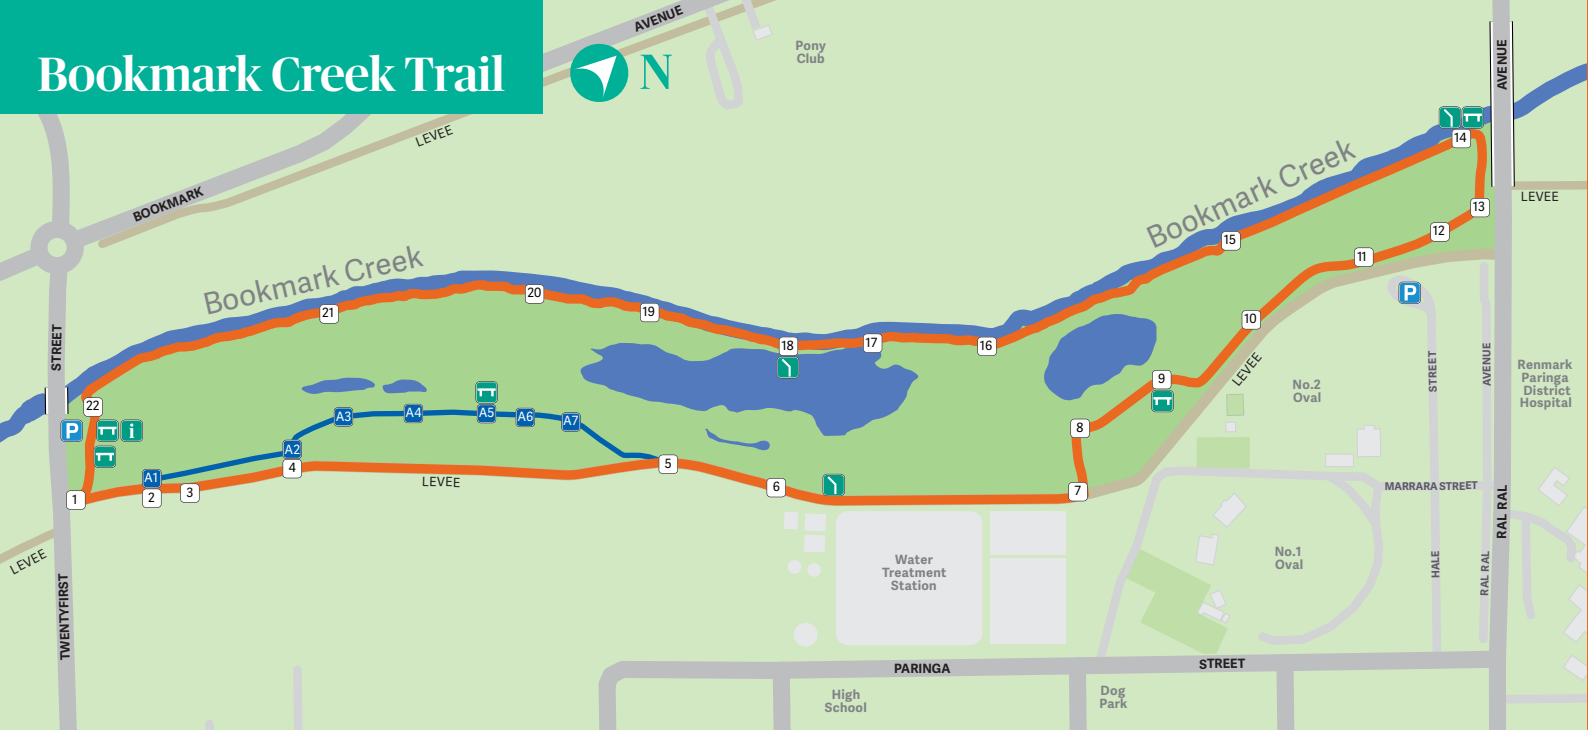 Bookmark Creek Trail
N
AVENUE
Pony
Club
AVENUE
LEVEE
BOOKMARK
LEVEE
Bookmark Creek
Bookmark Creek
14
13
12
11
15
10
21
20
19
18
17
16
STREET
22
P
i
P
9
8
LEVEE
No.2
Oval
STREET
AVENUE
Renmark
Paringa
District
Hospital
A1
A2
A3
A4
A5
A6
A7
1
2
3
4
5
6
7
LEVEE
LEVEE
MARRARA STREET
RAL RAL
Water
Treatment
Station
No.1
Oval
HALE
RAL RAL
TWENTYFIRST
PARINGA
STREET
High
School
Dog
Park